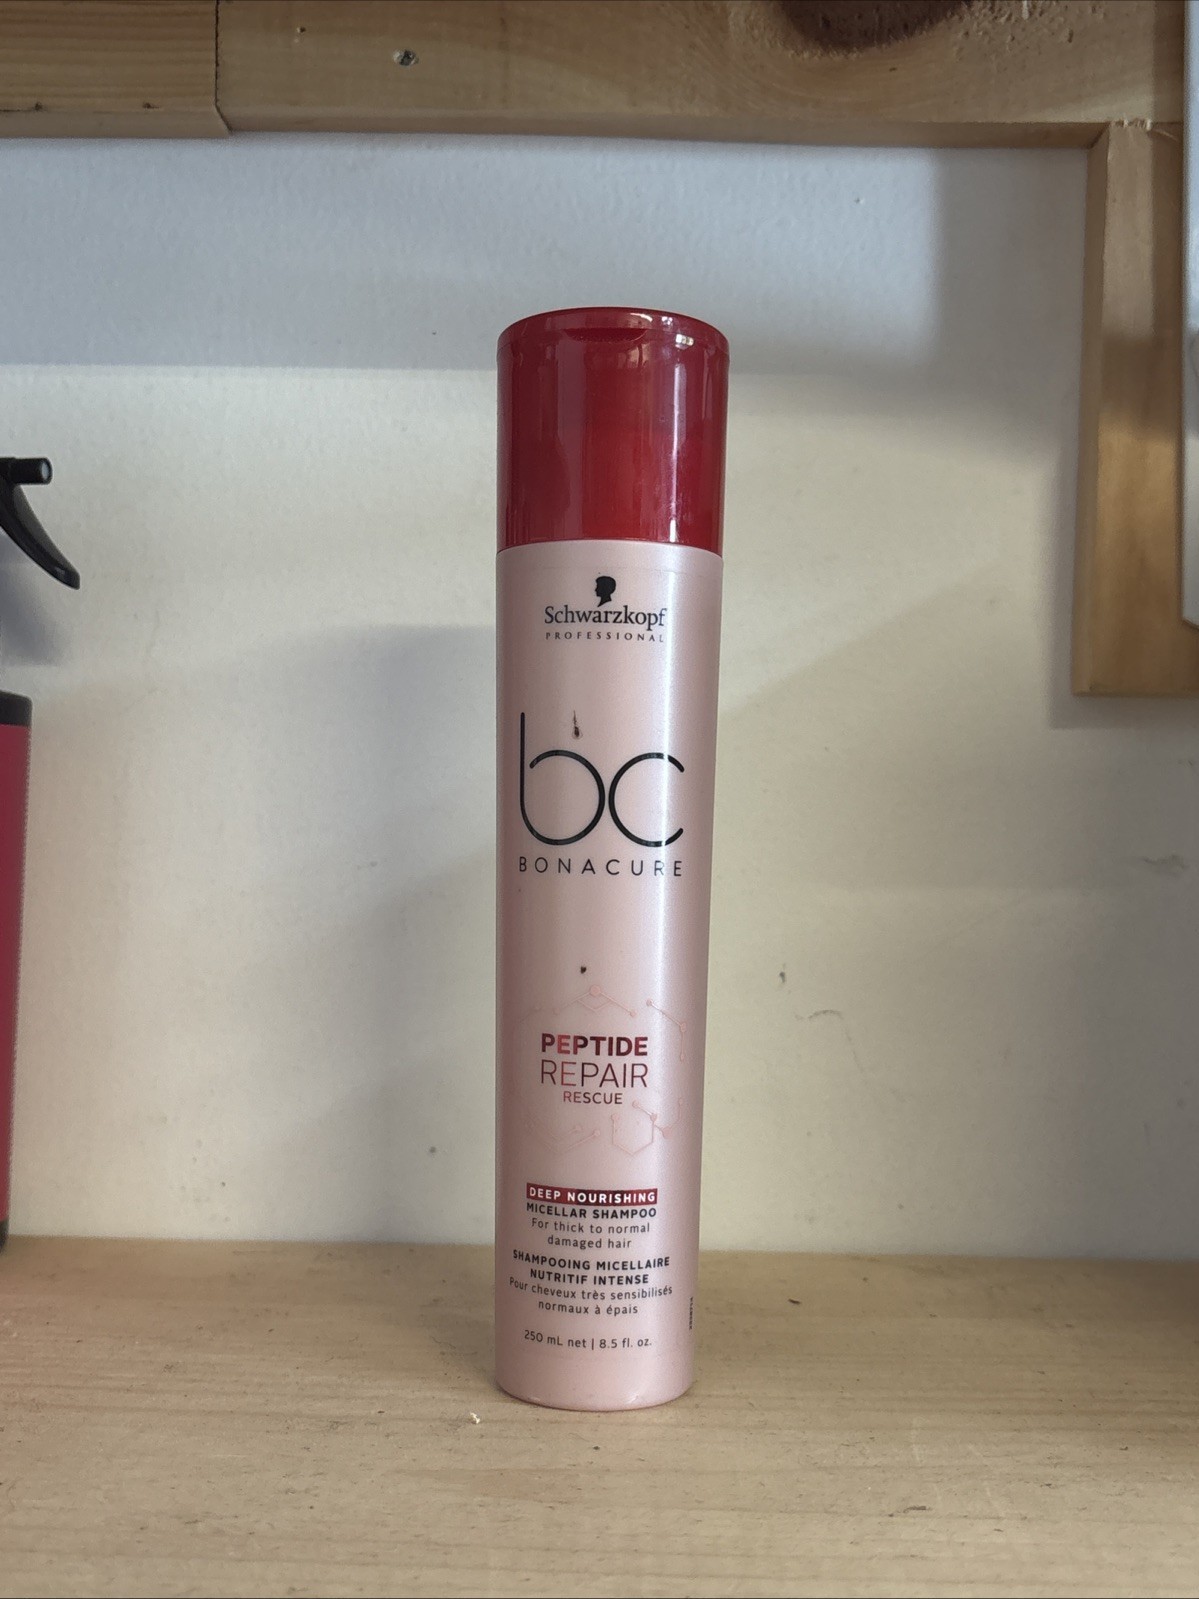 Schwarzkopf
PROFESSIONAL
bc
BONACURE
PEPTIDE
REPAIR
RESCUE
DEEP NOURISHING
MICELLAR SHAMPOO
For thick to normal
damaged hair
SHAMPOOING MICELLAIRE
NUTRITIF INTENSE
Pour cheveux très sensibilisés
normaux à épais
250 mL net | 8.5 fl. oz.